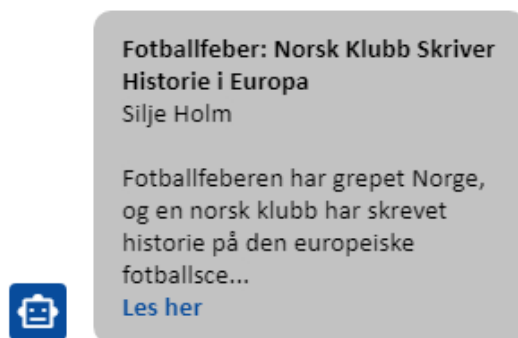 Fotballfeber: Norsk Klubb Skriver
Historie i Europa
Silje Holm
Fotballfeberen har grepet Norge,
og en norsk klubb har skrevet
historie på den europeiske
fotballsce...
Les her